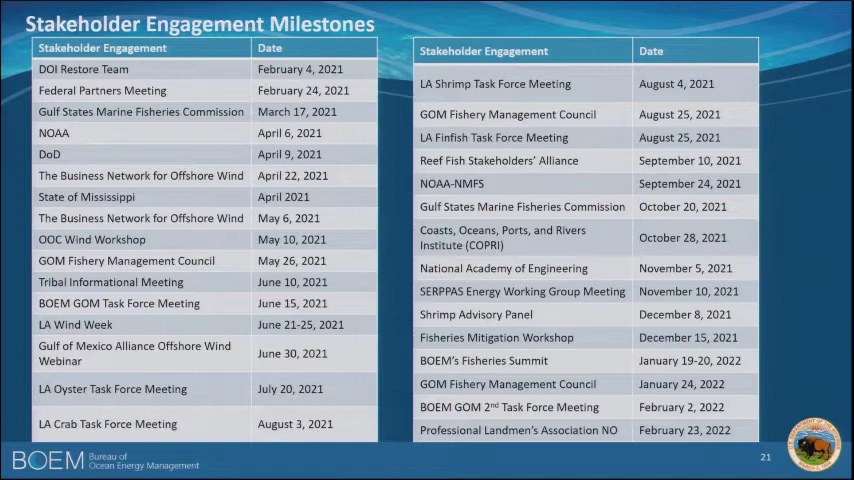 Stakeholder Engagement Milestones
Stakeholder Engagement Date
DOI Restore Team February 4, 2021
Federal Partners Meeting February 24, 2021
Gulf States Marine Fisheries Commission March 17, 2021
NOAA April 6, 2021
DoD April 9, 2021
The Business Network for Offshore Wind April 22, 2021
State of Mississippi April 2021
The Business Network for Offshore Wind May 6, 2021
OOC Wind Workshop May 10, 2021
GOM Fishery Management Council May 26, 2021
Tribal Informational Meeting June 10, 2021
BOEM GOM Task Force Meeting June 15, 2021
LA Wind Week June 21-25, 2021
Gulf of Mexico Alliance Offshore Wind
Webinar June 30, 2021
LA Oyster Task Force Meeting July 20, 2021
LA Crab Task Force Meeting August 3, 2021
Stakeholder Engagement Date
LA Shrimp Task Force Meeting August 4, 2021
GOM Fishery Management Council August 25, 2021
LA Finfish Task Force Meeting August 25, 2021
Reef Fish Stakeholders' Alliance September 10, 2021
NOAA-NMFS September 24, 2021
Gulf States Marine Fisheries Commission October 20, 2021
Coasts, Oceans, Ports, and Rivers
Institute (COPRI) October 28, 2021
National Academy of Engineering November 5, 2021
SERPPAS Energy Working Group Meeting November 10, 2021
Shrimp Advisory Panel December 8, 2021
Fisheries Mitigation Workshop December 15, 2021
BOEM's Fisheries Summit January 19-20, 2022
GOM Fishery Management Council January 24, 2022
BOEM GOM 2nd Task Force Meeting February 2, 2022
Professional Landmen's Association NO February 23, 2022
BOEM Bureau of
Ocean Energy Management
21